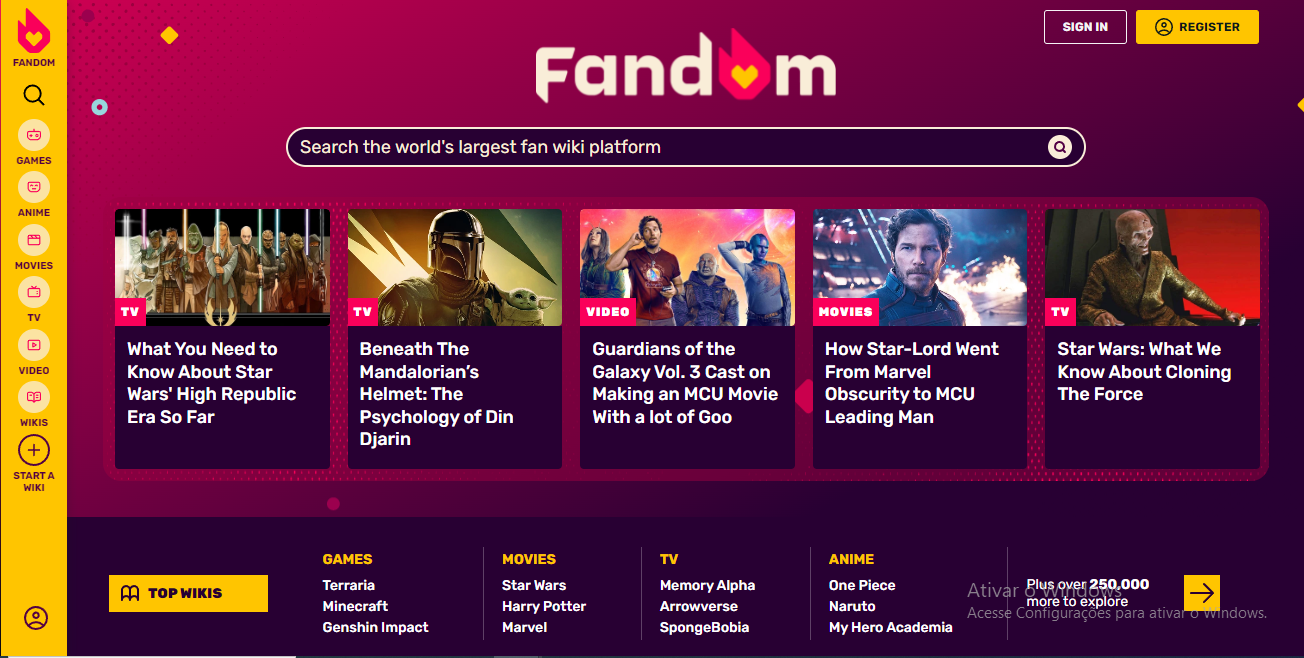 FANDOM
GAMES
ANIME
MOVIES
TV
VIDEO
WIKIS
START A
WIKI
SIGN IN
REGISTER
Fandom
Search the world's largest fan wiki platform
TV
What You Need to
Know About Star
Wars' High Republic
Era So Far
TV
Beneath The
Mandalorian’s
Helmet: The
Psychology of Din
Djarin
VIDEO
Guardians of the
Galaxy Vol. 3 Cast on
Making an MCU Movie
With a lot of Goo
MOVIES
How Star-Lord Went
From Marvel
Obscurity to MCU
Leading Man
TV
Star Wars: What We
Know About Cloning
The Force
TOP WIKIS
GAMES
Terraria
Minecraft
Genshin Impact
MOVIES
Star Wars
Harry Potter
Marvel
TV
Memory Alpha
Arrowverse
SpongeBobia
ANIME
One Piece
Naruto
My Hero Academia
Plus over 250,000
more to explore
Ativar o Windows
Acesse Configurações para ativar o Windows.